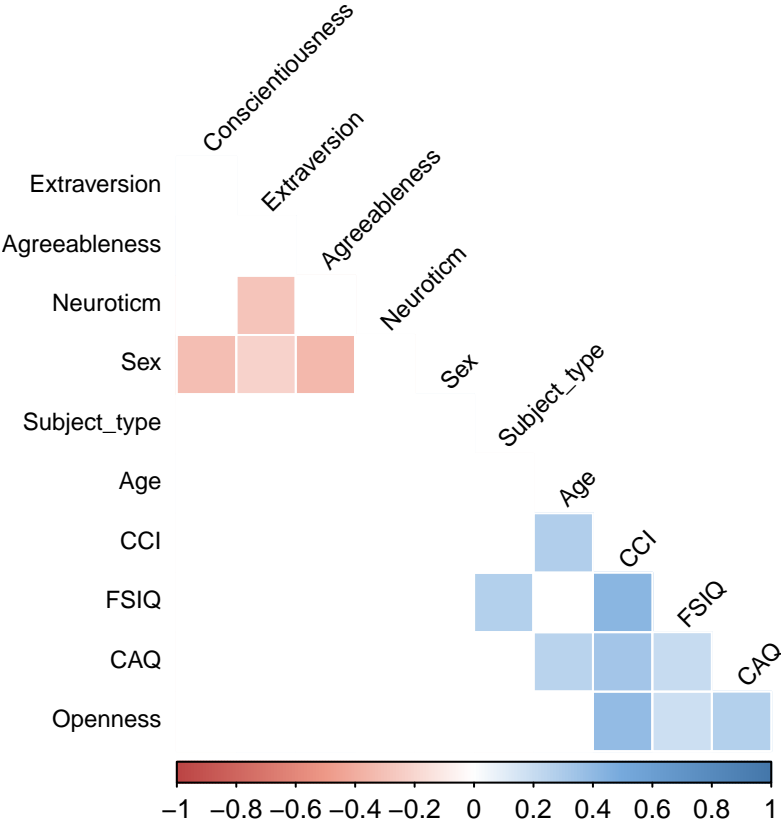 Conscientiousness
Extraversion
Extraversion
Agreeableness
Agreeableness
Neuroticm
Neuroticm
Sex
Sex
Subject_type
Subject_type
Age
Age
CCI
CCI
FSIQ
FSIQ
CAQ
CAQ
Openness
−1 −0.8 −0.6 −0.4 −0.2 0 0.2 0.4 0.6 0.8 1